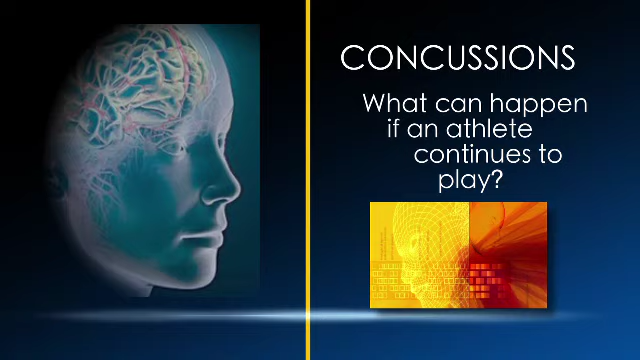 CONCUSSIONS
What can happen
if an athlete
continues to
play?